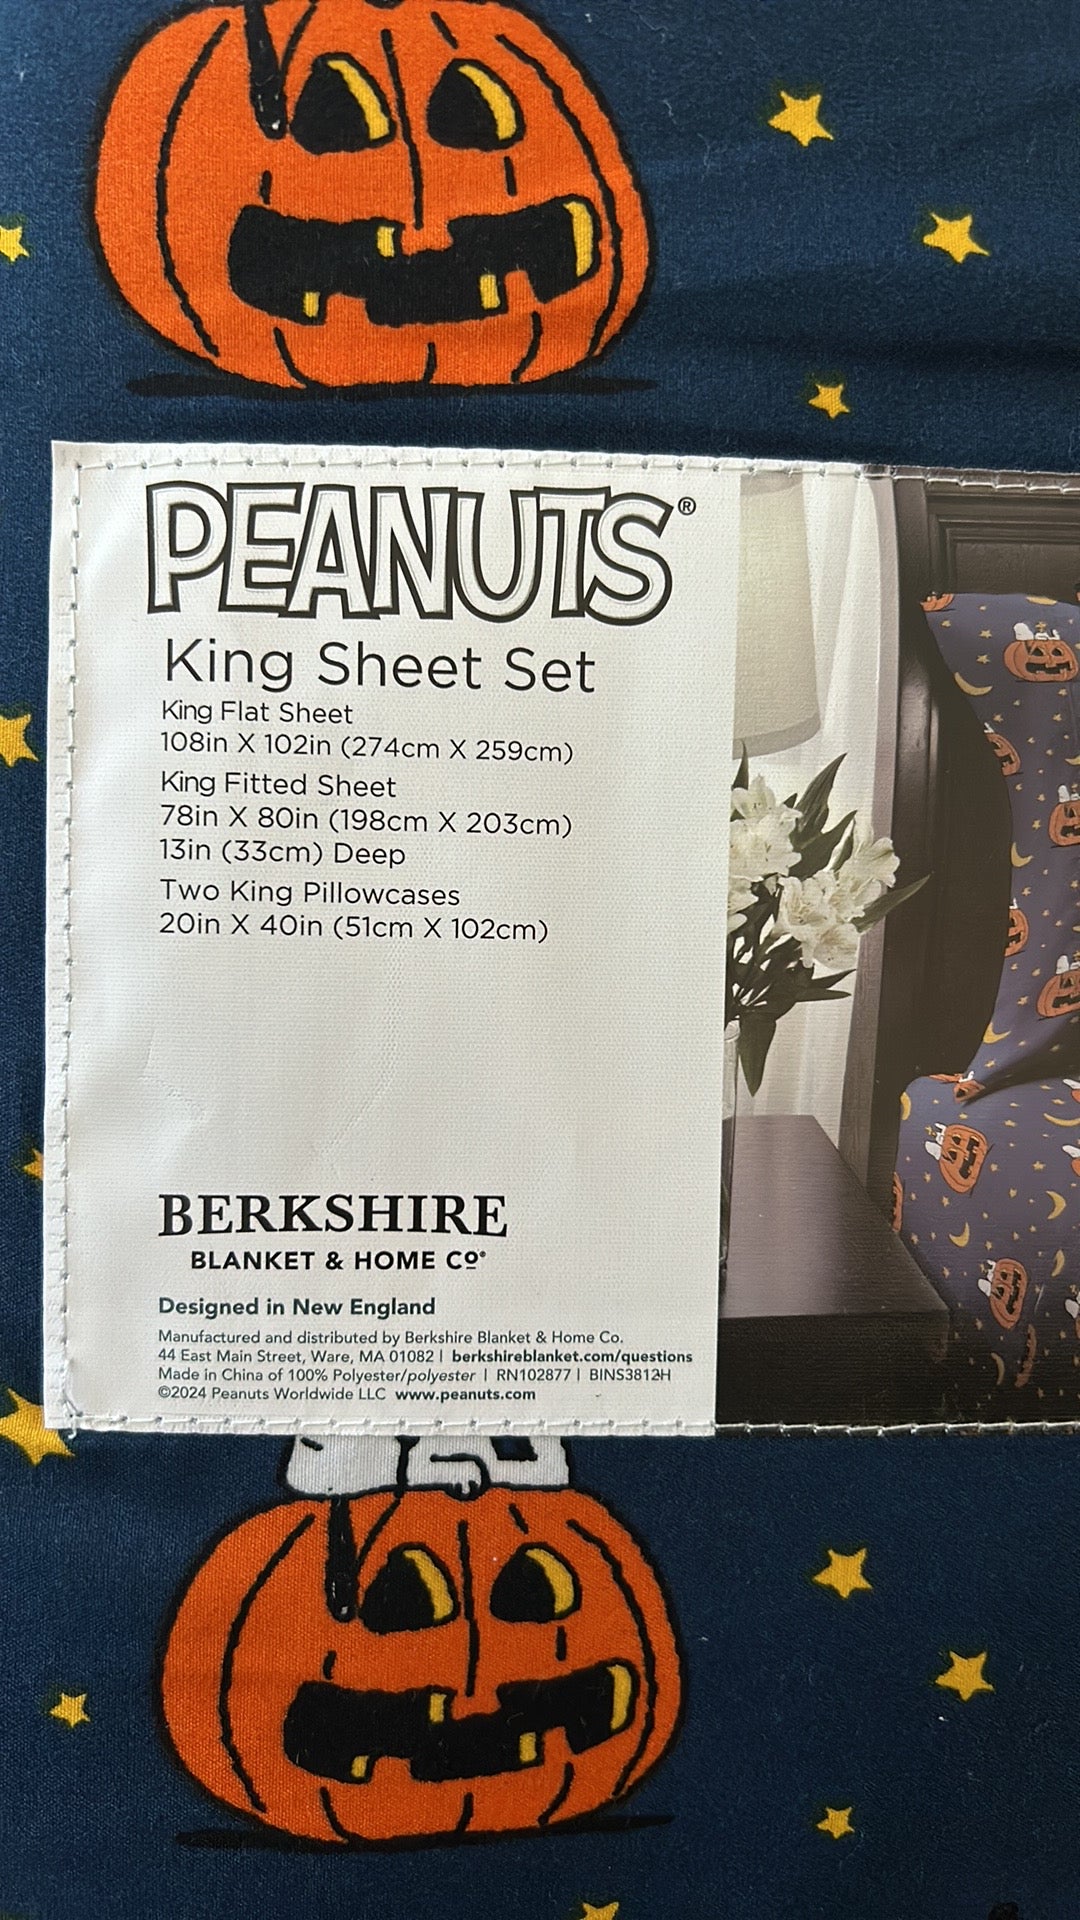 PEANUTS®
King Sheet Set
King Flat Sheet
108in X 102in (274cm X 259cm)
King Fitted Sheet
78in X 80in (198cm X 203cm)
13in (33cm) Deep
Two King Pillowcases
20in X 40in (51cm X 102cm)
BERKSHIRE
BLANKET & HOME Cº®
Designed in New England
Manufactured and distributed by Berkshire Blanket & Home Co.
44 East Main Street, Ware, MA 01082 | berkshireblanket.com/questions
Made in China of 100% Polyester/polyester | RN102877 | BINS3812H
©2024 Peanuts Worldwide LLC www.peanuts.com